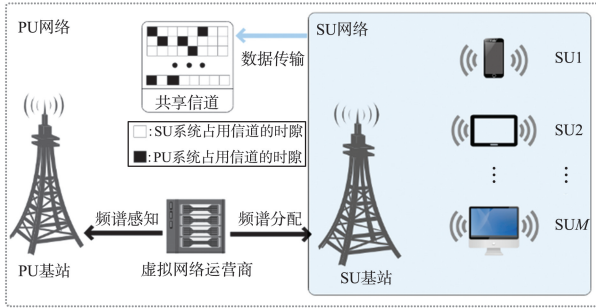 PU网络
SU网络
数据传输
共享信道
:SU系统占用信道的时隙
:PU系统占用信道的时隙
SU1
SU2
SUM
频谱感知
频谱分配
PU基站
虚拟网络运营商
SU基站